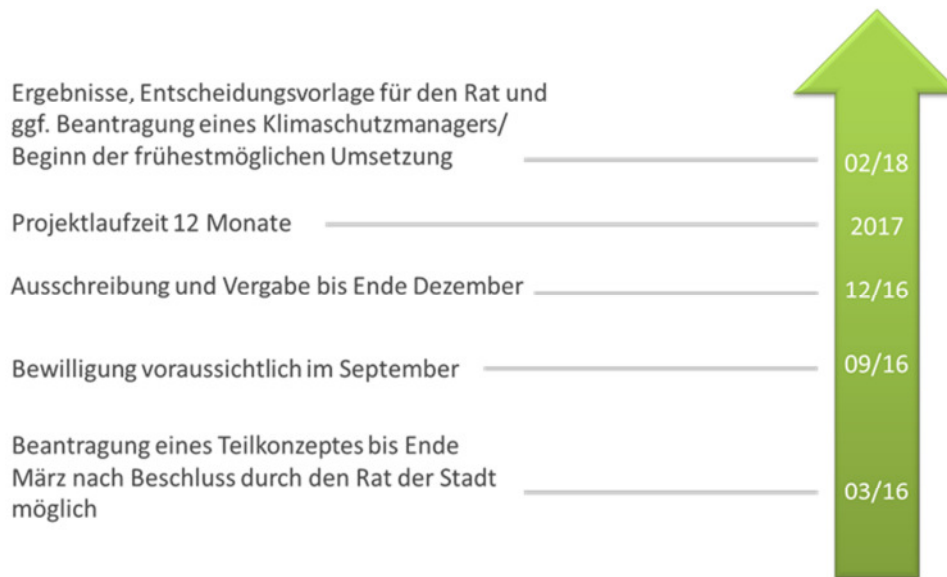 Ergebnisse, Entscheidungsvorlage für den Rat und
ggf. Beantragung eines Klimaschutzmanagers/
Beginn der frühestmöglichen Umsetzung
02/18
Projektlaufzeit 12 Monate
2017
Ausschreibung und Vergabe bis Ende Dezember
12/16
Bewilligung voraussichtlich im September
09/16
Beantragung eines Teilkonzeptes bis Ende
März nach Beschluss durch den Rat der Stadt
möglich
03/16